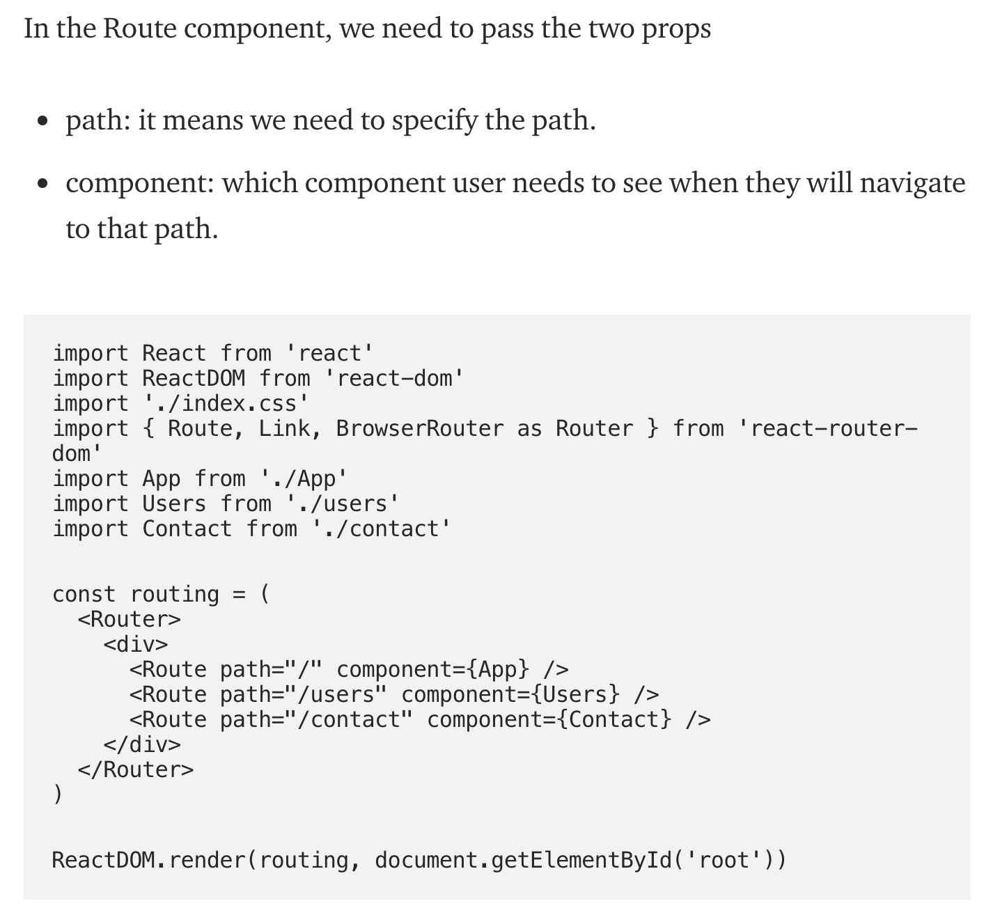 In the Route component, we need to pass the two props
• path: it means we need to specify the path.
• component: which component user needs to see when they will navigate
to that path.
import React from 'react'
import ReactDOM from 'react-dom'
import './index.css'
import { Route, Link, BrowserRouter as Router } from 'react-router-
dom'
import App from './App'
import Users from './users'
import Contact from './contact'
const routing = (
  <Router>
    <div>
      <Route path="/" component={App} />
      <Route path="/users" component={Users} />
      <Route path="/contact" component={Contact} />
    </div>
  </Router>
)
ReactDOM.render(routing, document.getElementById('root'))